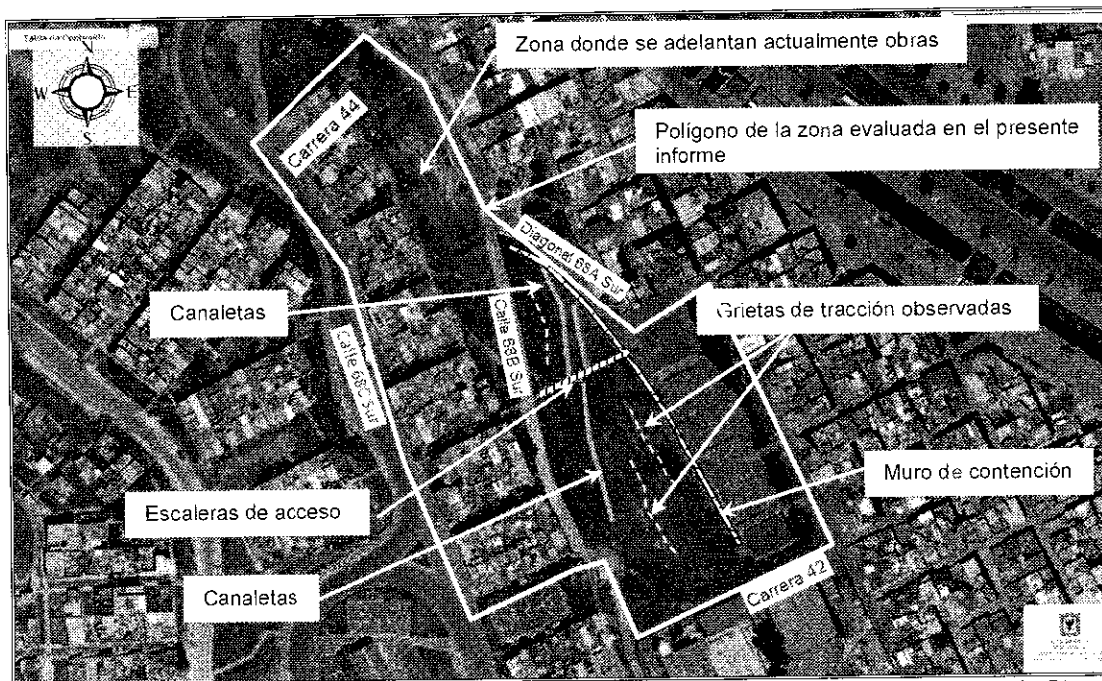 Zona donde se adelantan actualmente obras
W
E
S
Carrera 44
Polígono de la zona evaluada en el presente
informe
Diagonal 68A Sur
Canaletas
Grietas de tracción observadas
Calle 68B Sur
Calle 68C Sur
Muro de contención
Escaleras de acceso
Canaletas
Carrera 42